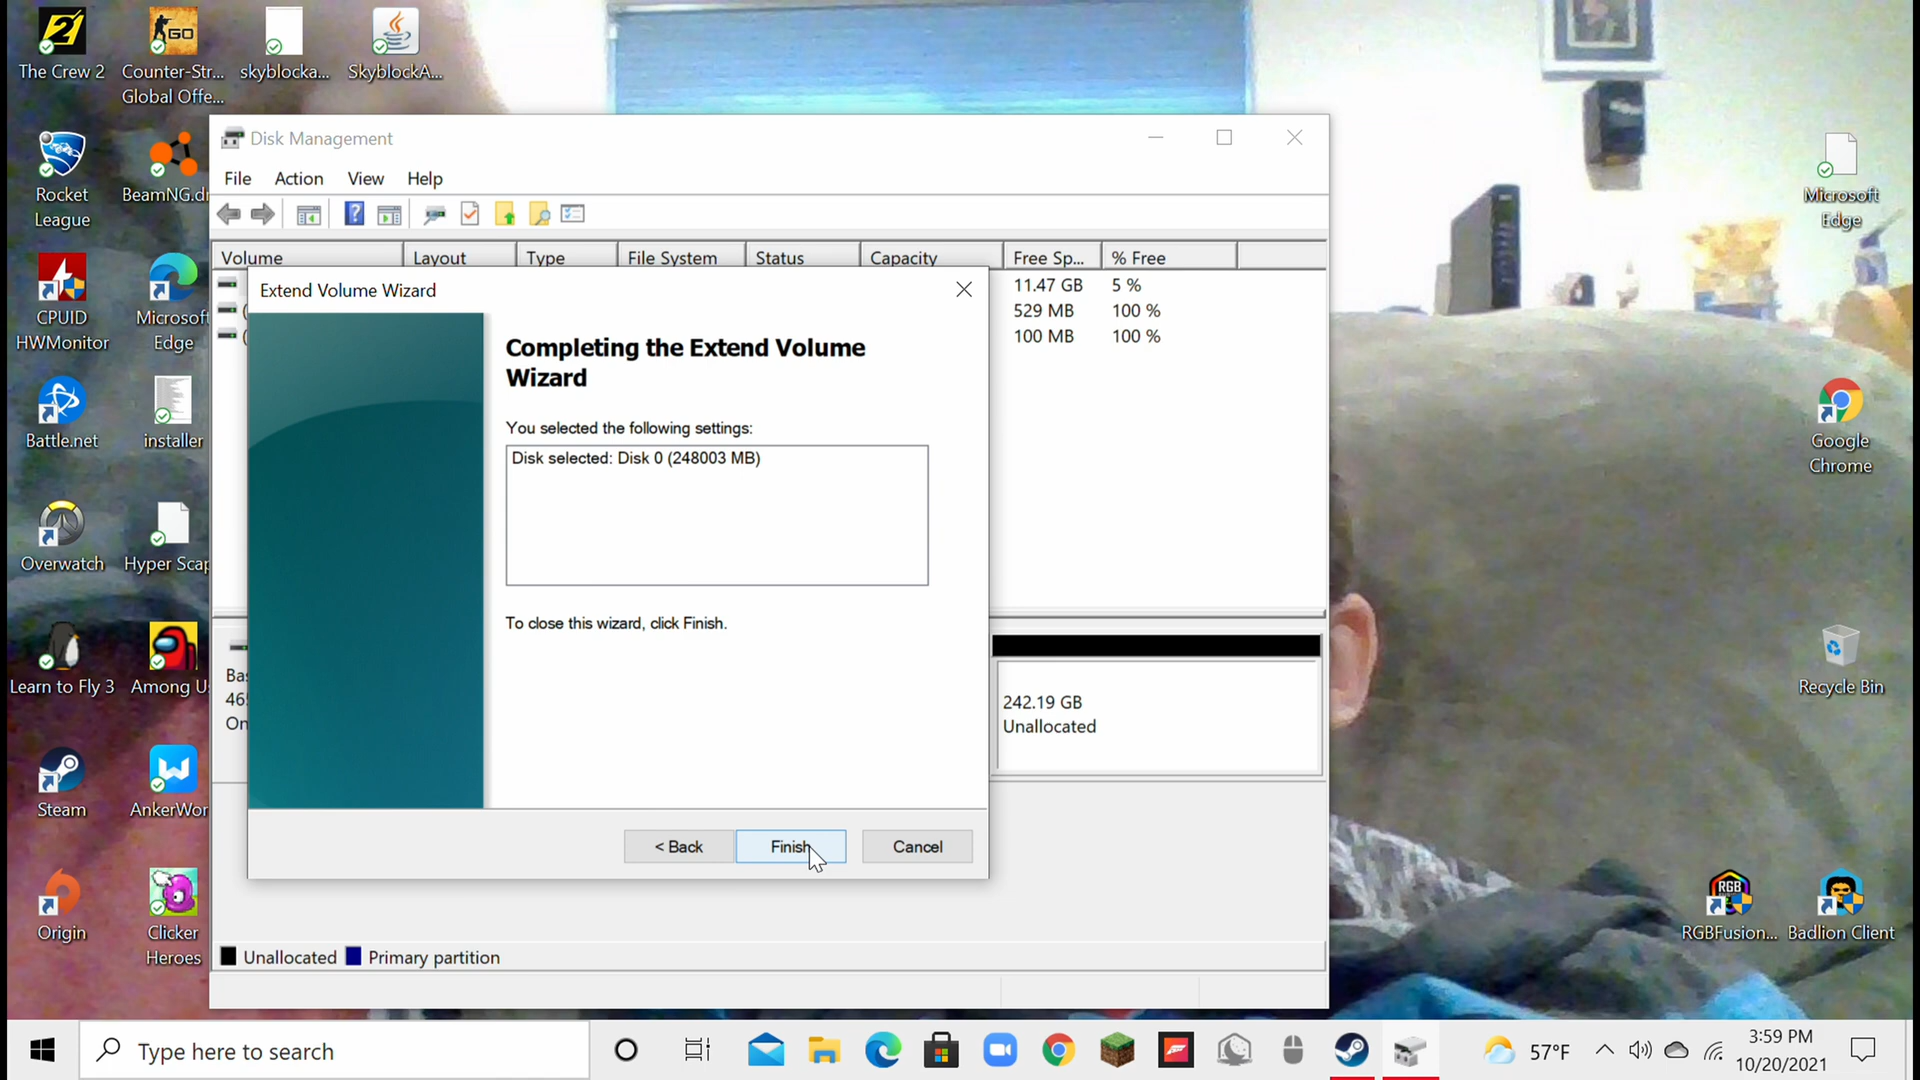 The Crew 2
Counter-Str...
Global Offe...
skyblocka...
SkyblockA...
Rocket
League
BeamNG.dr
CPUID
HWMonitor
Microsoft
Edge
Battle.net
installer
Overwatch
Hyper Scap
Learn to Fly 3
Among U
Steam
AnkerWor
Origin
Clicker
Heroes
Disk Management
File Action View Help
Volume Layout Type File System Status Capacity Free Sp... % Free
11.47 GB 5 %
529 MB 100 %
100 MB 100 %
Extend Volume Wizard
Completing the Extend Volume
Wizard
You selected the following settings:
Disk selected: Disk 0 (248003 MB)
To close this wizard, click Finish.
< Back Finish Cancel
Bas
465
On
242.19 GB
Unallocated
Unallocated Primary partition
Microsoft
Edge
Google
Chrome
Recycle Bin
RGBFusion...
Badlion Client
Type here to search
57°F
3:59 PM
10/20/2021